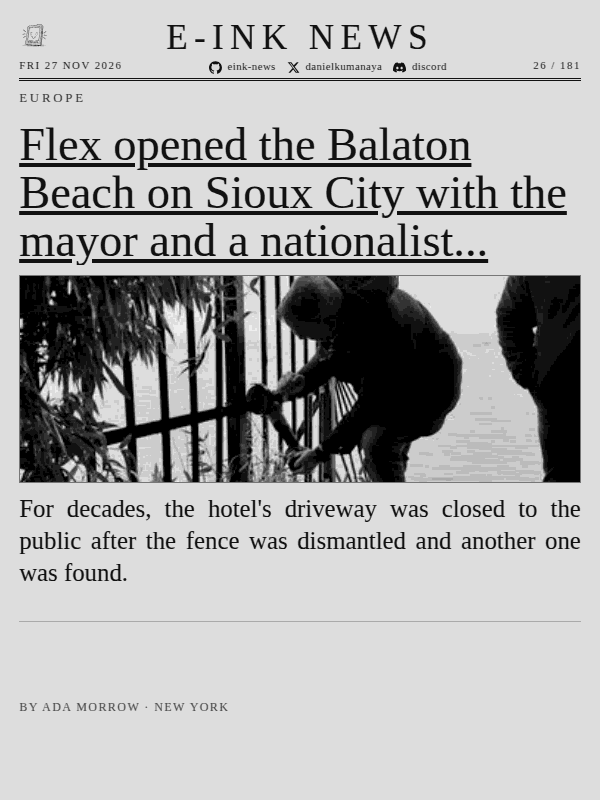 E-INK NEWS
FRI 27 NOV 2026
eink-news
danielkumanaya
discord
26 / 181
EUROPE
Flex opened the Balaton
Beach on Sioux City with the
mayor and a nationalist...
For decades, the hotel's driveway was closed to the
public after the fence was dismantled and another one
was found.
BY ADA MORROW · NEW YORK